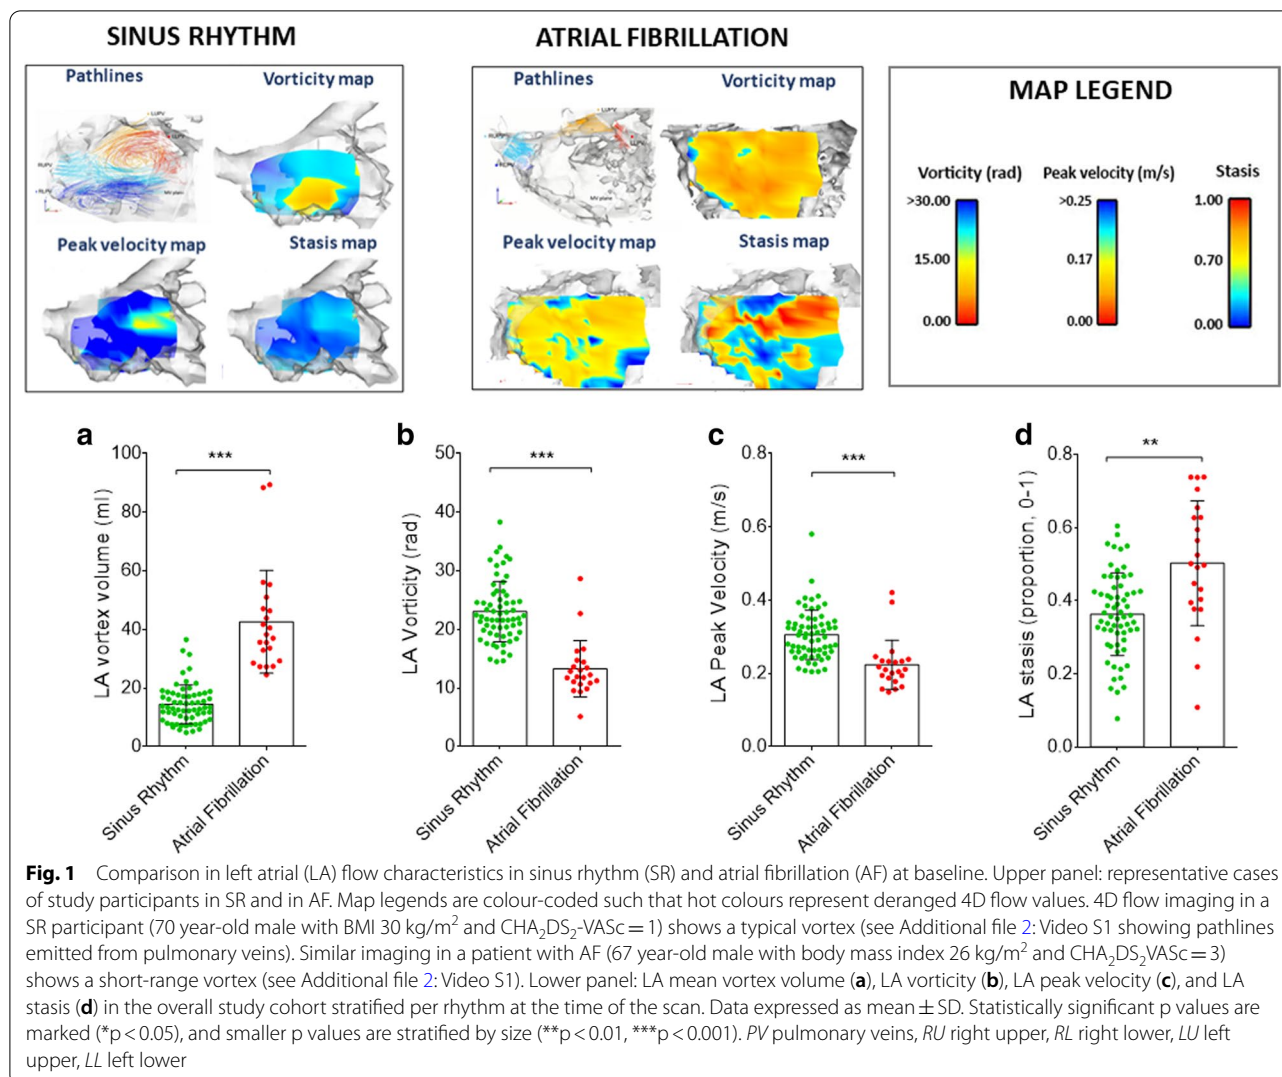 SINUS RHYTHM
ATRIAL FIBRILLATION
Pathlines
Vorticity map
LUPV
RUPV
RLPV
MV plane
Peak velocity map
Stasis map
Pathlines
Vorticity map
LUPV
RUPV
RLPV
MV plane
Peak velocity map
Stasis map
MAP LEGEND
Vorticity (rad)
>30.00
15.00
0.00
Peak velocity (m/s)
>0.25
0.17
0.00
Stasis
1.00
0.70
0.00
a
LA vortex volume (ml)
100
80
60
40
20
0
***
Sinus Rhythm
Atrial Fibrillation
b
LA Vorticity (rad)
50
40
30
20
10
0
***
Sinus Rhythm
Atrial Fibrillation
c
LA Peak Velocity (m/s)
0.8
0.6
0.4
0.2
0.0
***
Sinus Rhythm
Atrial Fibrillation
d
LA stasis (proportion, 0-1)
0.8
0.6
0.4
0.2
0.0
**
Sinus Rhythm
Atrial Fibrillation
Fig. 1 Comparison in left atrial (LA) flow characteristics in sinus rhythm (SR) and atrial fibrillation (AF) at baseline. Upper panel: representative cases
of study participants in SR and in AF. Map legends are colour-coded such that hot colours represent deranged 4D flow values. 4D flow imaging in a
SR participant (70 year-old male with BMI 30 kg/m² and CHA₂DS₂-VASc = 1) shows a typical vortex (see Additional file 2: Video S1 showing pathlines
emitted from pulmonary veins). Similar imaging in a patient with AF (67 year-old male with body mass index 26 kg/m² and CHA₂DS₂VASc = 3)
shows a short-range vortex (see Additional file 2: Video S1). Lower panel: LA mean vortex volume (a), LA vorticity (b), LA peak velocity (c), and LA
stasis (d) in the overall study cohort stratified per rhythm at the time of the scan. Data expressed as mean ± SD. Statistically significant p values are
marked (*p < 0.05), and smaller p values are stratified by size (**p < 0.01, ***p < 0.001). PV pulmonary veins, RU right upper, RL right lower, LU left
upper, LL left lower